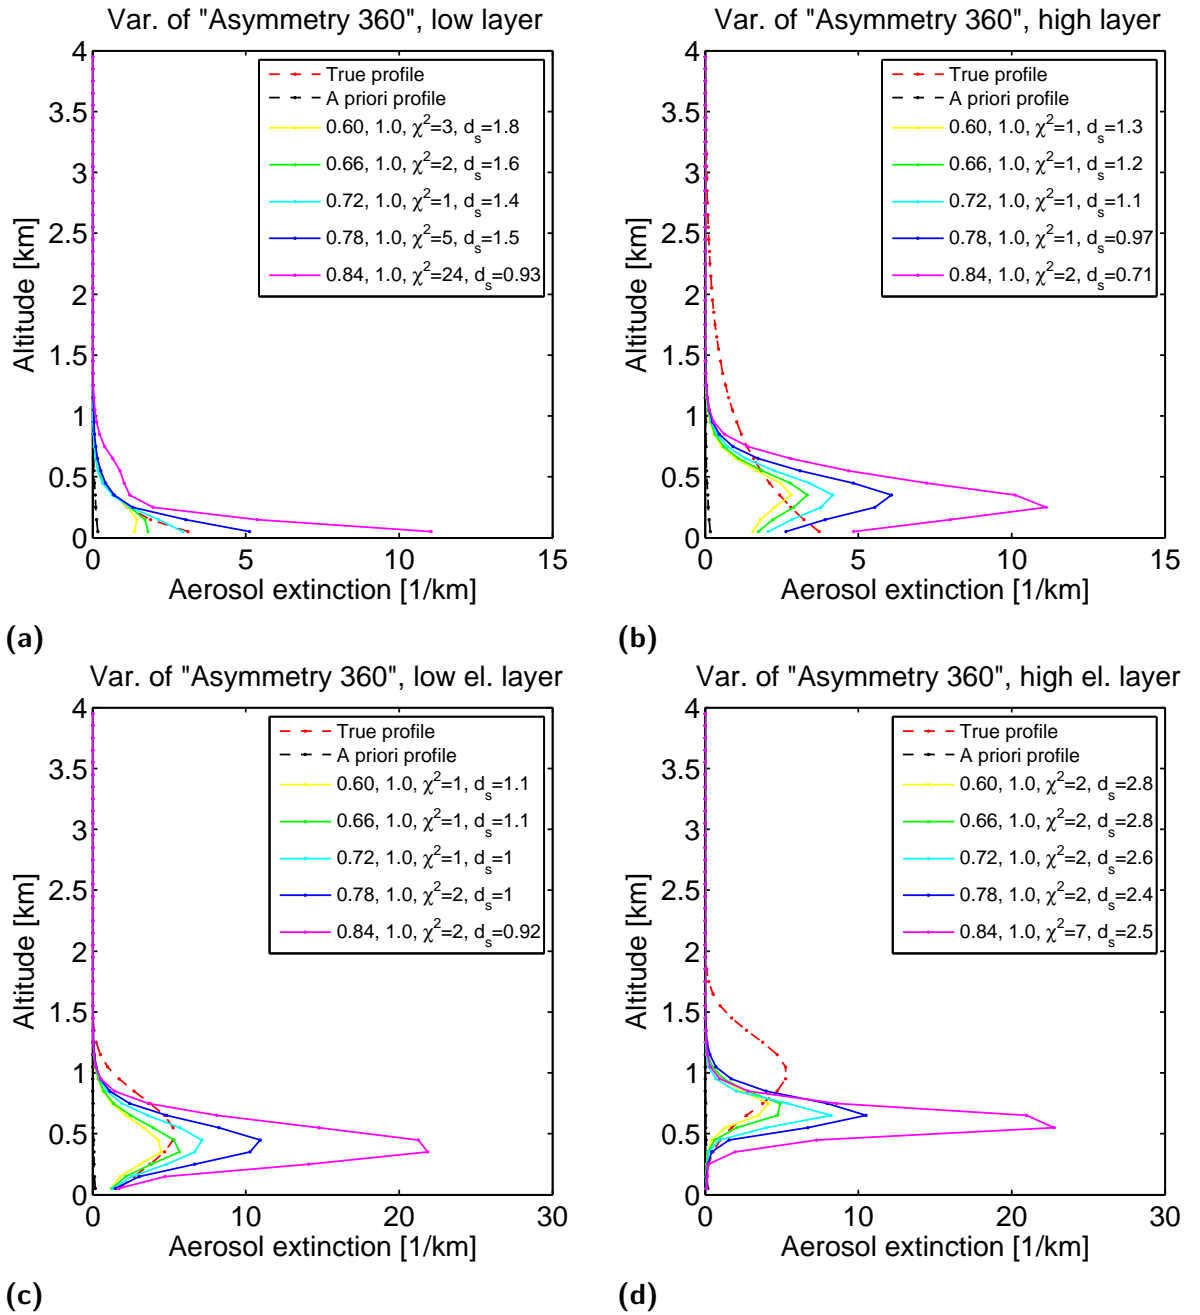 Var. of "Asymmetry 360", low layer
4
3.5
3
2.5
2
1.5
1
0.5
0
Altitude [km]
True profile
A priori profile
0.60, 1.0, χ²=3, dₛ=1.8
0.66, 1.0, χ²=2, dₛ=1.6
0.72, 1.0, χ²=1, dₛ=1.4
0.78, 1.0, χ²=5, dₛ=1.5
0.84, 1.0, χ²=24, dₛ=0.93
0 5 10 15
Aerosol extinction [1/km]
(a)
Var. of "Asymmetry 360", high layer
4
3.5
3
2.5
2
1.5
1
0.5
0
Altitude [km]
True profile
A priori profile
0.60, 1.0, χ²=1, dₛ=1.3
0.66, 1.0, χ²=1, dₛ=1.2
0.72, 1.0, χ²=1, dₛ=1.1
0.78, 1.0, χ²=1, dₛ=0.97
0.84, 1.0, χ²=2, dₛ=0.71
0 5 10 15
Aerosol extinction [1/km]
(b)
Var. of "Asymmetry 360", low el. layer
4
3.5
3
2.5
2
1.5
1
0.5
0
Altitude [km]
True profile
A priori profile
0.60, 1.0, χ²=1, dₛ=1.1
0.66, 1.0, χ²=1, dₛ=1.1
0.72, 1.0, χ²=1, dₛ=1
0.78, 1.0, χ²=2, dₛ=1
0.84, 1.0, χ²=2, dₛ=0.92
0 10 20 30
Aerosol extinction [1/km]
(c)
Var. of "Asymmetry 360", high el. layer
4
3.5
3
2.5
2
1.5
1
0.5
0
Altitude [km]
True profile
A priori profile
0.60, 1.0, χ²=2, dₛ=2.8
0.66, 1.0, χ²=2, dₛ=2.8
0.72, 1.0, χ²=2, dₛ=2.6
0.78, 1.0, χ²=2, dₛ=2.4
0.84, 1.0, χ²=7, dₛ=2.5
0 10 20 30
Aerosol extinction [1/km]
(d)